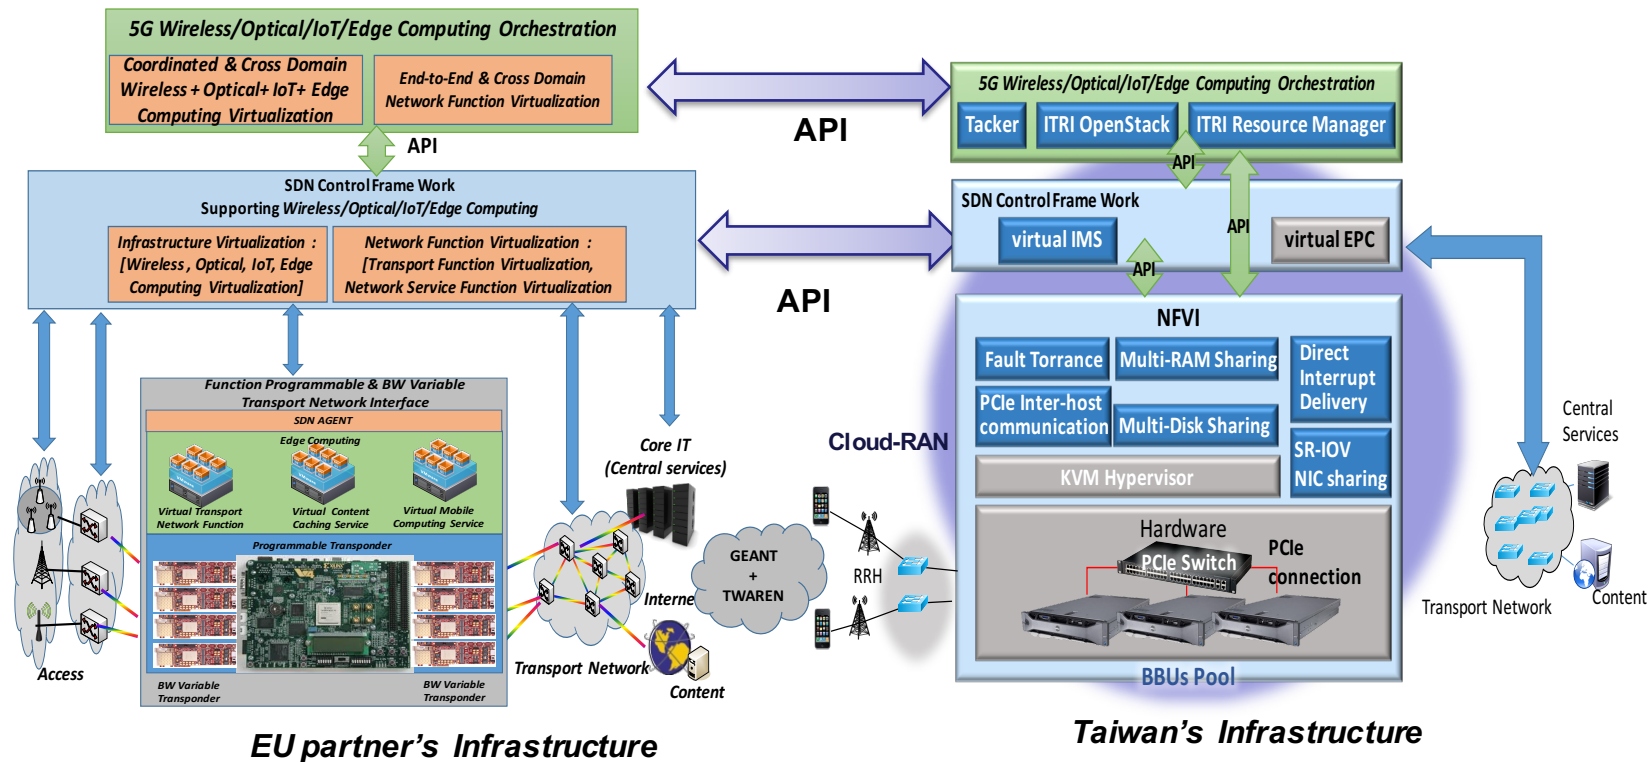 5G Wireless/Optical/IoT/Edge Computing Orchestration
Coordinated & Cross Domain
Wireless + Optical+ IoT+ Edge
Computing Virtualization
End-to-End & Cross Domain
Network Function Virtualization
API
SDN Control Frame Work
Supporting Wireless/Optical/IoT/Edge Computing
Infrastructure Virtualization :
[Wireless , Optical, IoT, Edge
Computing Virtualization]
Network Function Virtualization :
[Transport Function Virtualization,
Network Service Function Virtualization
Function Programmable & BW Variable
Transport Network Interface
SDN AGENT
Edge Computing
Virtual Transport
Network Function
Virtual Content
Caching Service
Virtual Mobile
Computing Service
Programmable Transponder
BW Variable
Transponder
BW Variable
Transponder
Access
Core IT
(Central services)
Interne
Transport Network
Content
EU partner's Infrastructure
API
API
GEANT
+
TWAREN
Cloud-RAN
RRH
5G Wireless/Optical/IoT/Edge Computing Orchestration
Tacker
ITRI OpenStack
ITRI Resource Manager
API
SDN Control Frame Work
virtual IMS
API
virtual EPC
API
NFVI
Fault Torrance
Multi-RAM Sharing
Direct
Interrupt
Delivery
PCIe Inter-host
communication
Multi-Disk Sharing
SR-IOV
NIC sharing
KVM Hypervisor
Hardware
PCIe Switch
PCIe
connection
BBUs Pool
Central
Services
Transport Network
Content
Taiwan's Infrastructure